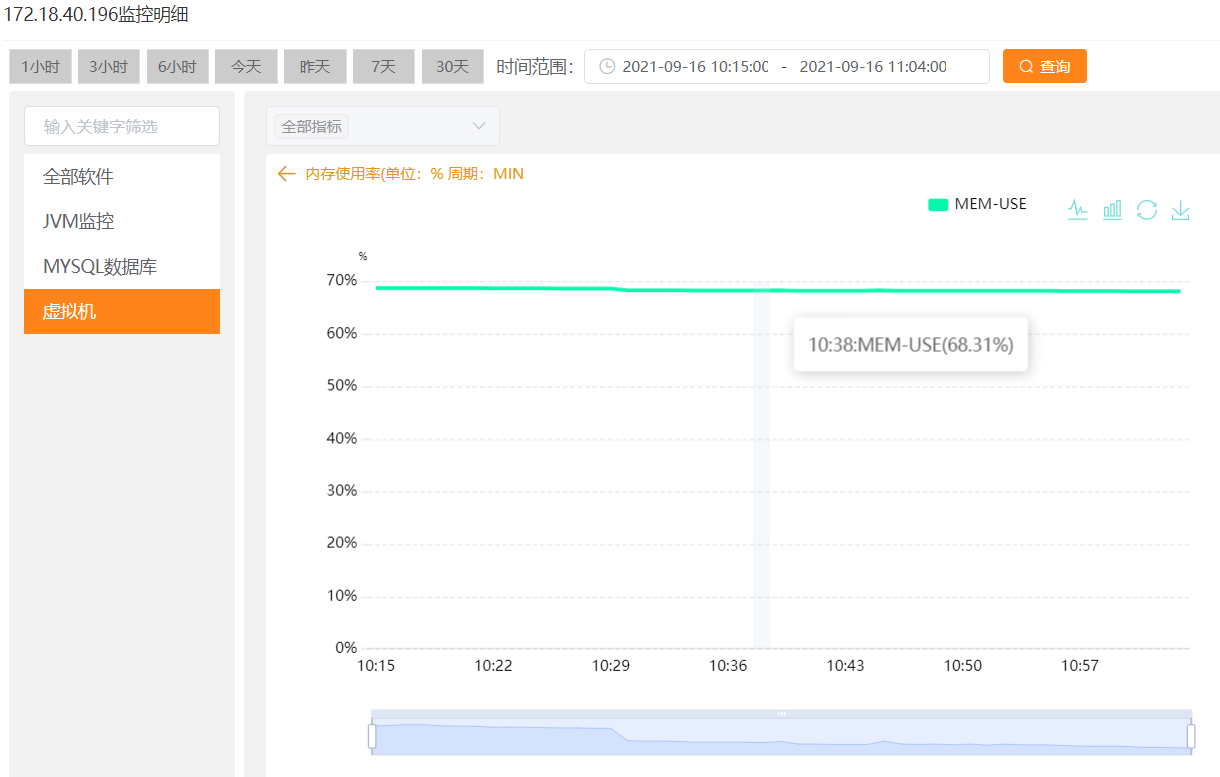 172.18.40.196监控明细
1小时 3小时 6小时 今天 昨天 7天 30天 时间范围： 2021-09-16 10:15:00 - 2021-09-16 11:04:00 查询
输入关键字筛选
全部软件
JVM监控
MYSQL数据库
虚拟机
全部指标
内存使用率(单位：% 周期：MIN
MEM-USE
%
70%
60%
50%
40%
30%
20%
10%
0%
10:38:MEM-USE(68.31%)
10:15 10:22 10:29 10:36 10:43 10:50 10:57